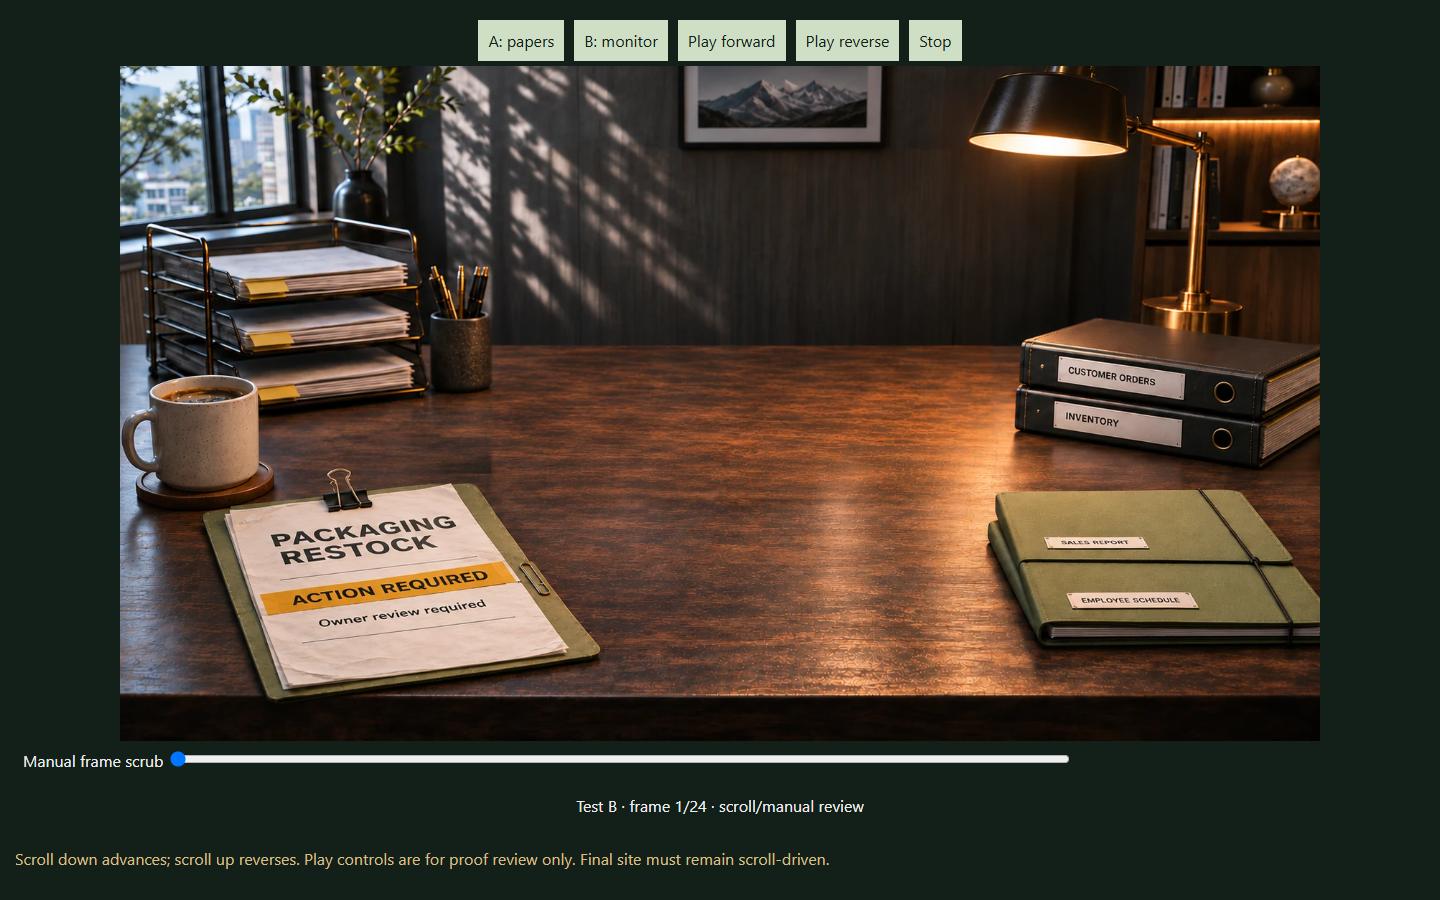 A: papers
B: monitor
Play forward
Play reverse
Stop
CUSTOMER ORDERS
INVENTORY
PACKAGING
RESTOCK
ACTION REQUIRED
Owner review required
SALES REPORT
EMPLOYEE SCHEDULE
Manual frame scrub
Test B · frame 1/24 · scroll/manual review
Scroll down advances; scroll up reverses. Play controls are for proof review only. Final site must remain scroll-driven.